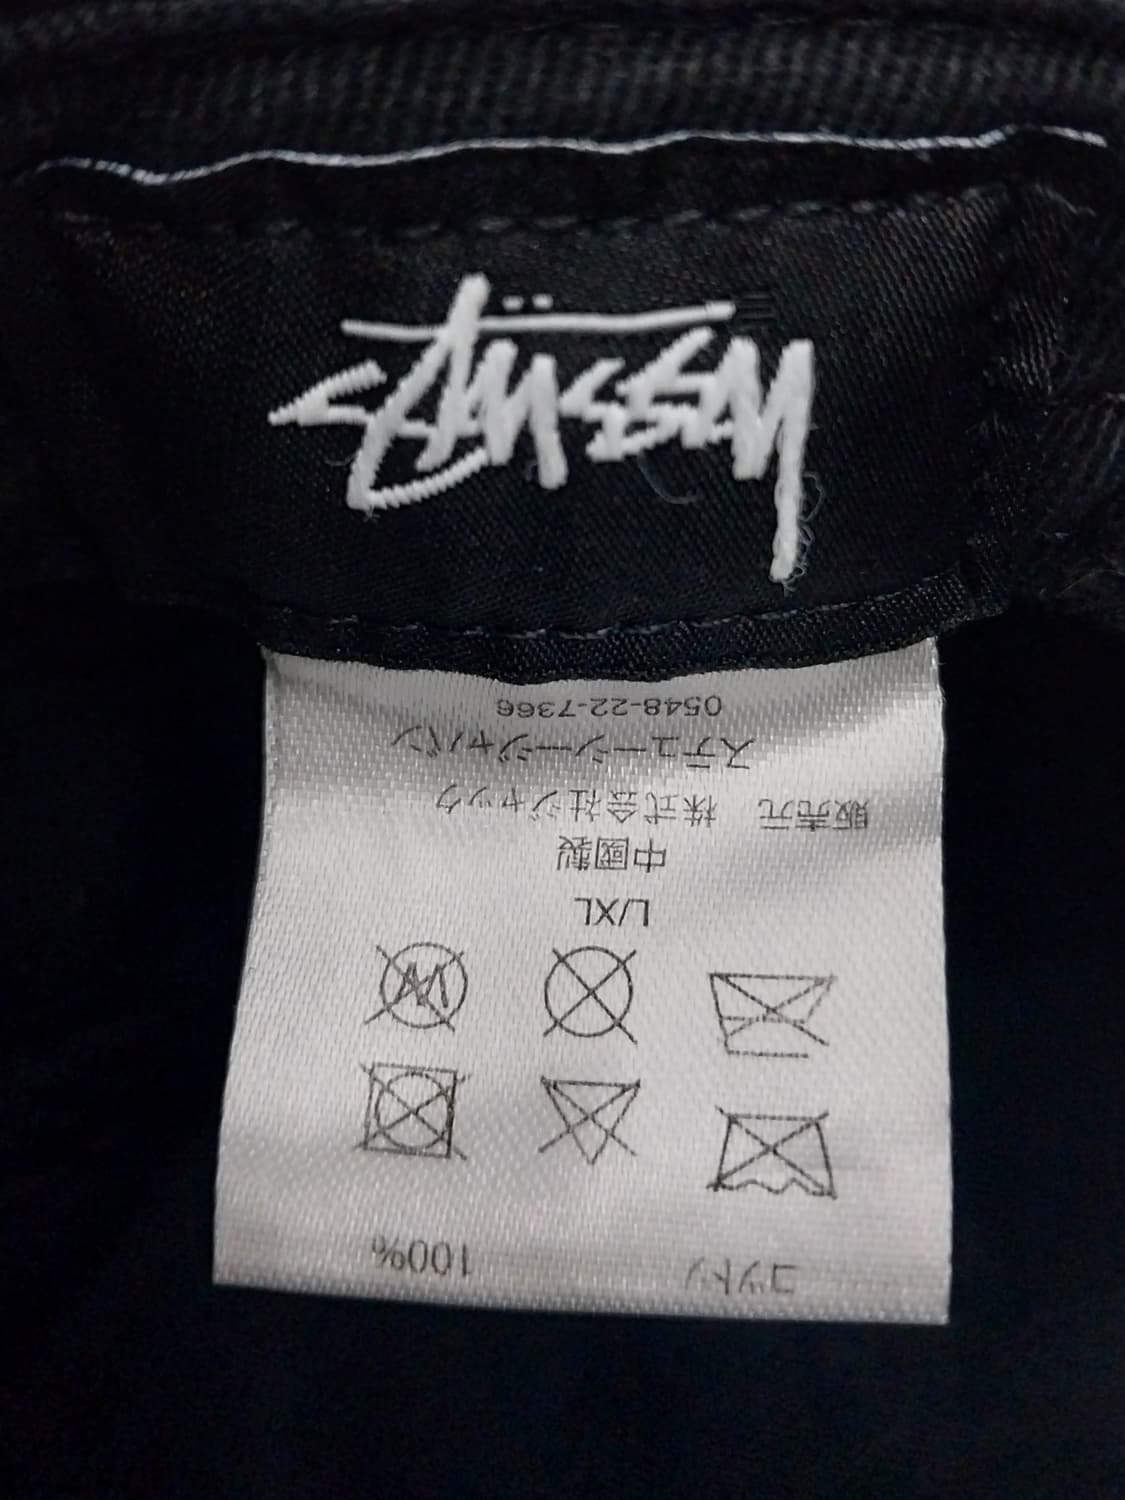 Stüssy
コットン 100%
L/XL
中國製
販売元 株式会社ジャック
ステューシージャパン
0548-22-7366